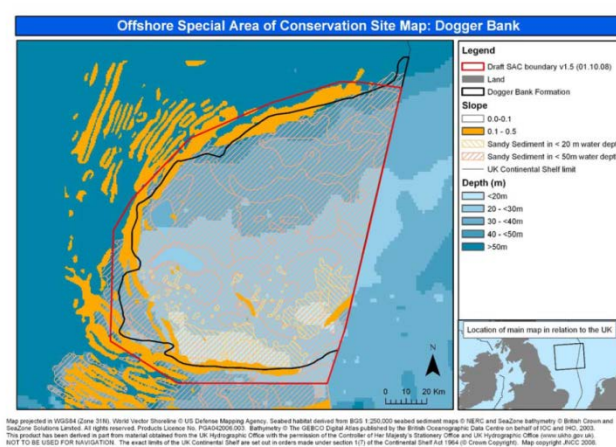 Offshore Special Area of Conservation Site Map: Dogger Bank
Legend
Draft SAC boundary v1.5 (01.10.08)
Land
Dogger Bank Formation
Slope
0.0-0.1
0.1 - 0.5
Sandy Sediment in < 20 m water dept
Sandy Sediment in < 50m water dept
UK Continental Shelf limit
Depth (m)
<20m
20 - <30m
30 - <40m
40 - <50m
>50m
N
0 5 10 20 Km
Location of main map in relation to the UK
Map projected in WGS84 (Zone 31N). World Vector Shoreline © US Defense Mapping Agency. Seabed habitat derived from BGS 1:250,000 seabed sediment maps © NERC and SeaZone bathymetry © British Crown and
SeaZone Solutions Limited. All rights reserved. Products Licence No. PGA042006.003. Bathymetry © The GEBCO Digital Atlas published by the British Oceanographic Data Centre on behalf of IOC and IHO, 2003.
This product has been derived in part from material obtained from the UK Hydrographic Office with the permission of the Controller of Her Majesty's Stationery Office and UK Hydrographic Office (www.ukho.gov.uk).
NOT TO BE USED FOR NAVIGATION. The exact limits of the UK Continental Shelf are set out in orders made under section 1(7) of the Continental Shelf Act 1964 (© Crown Copyright). Map copyright JNCC 2008.